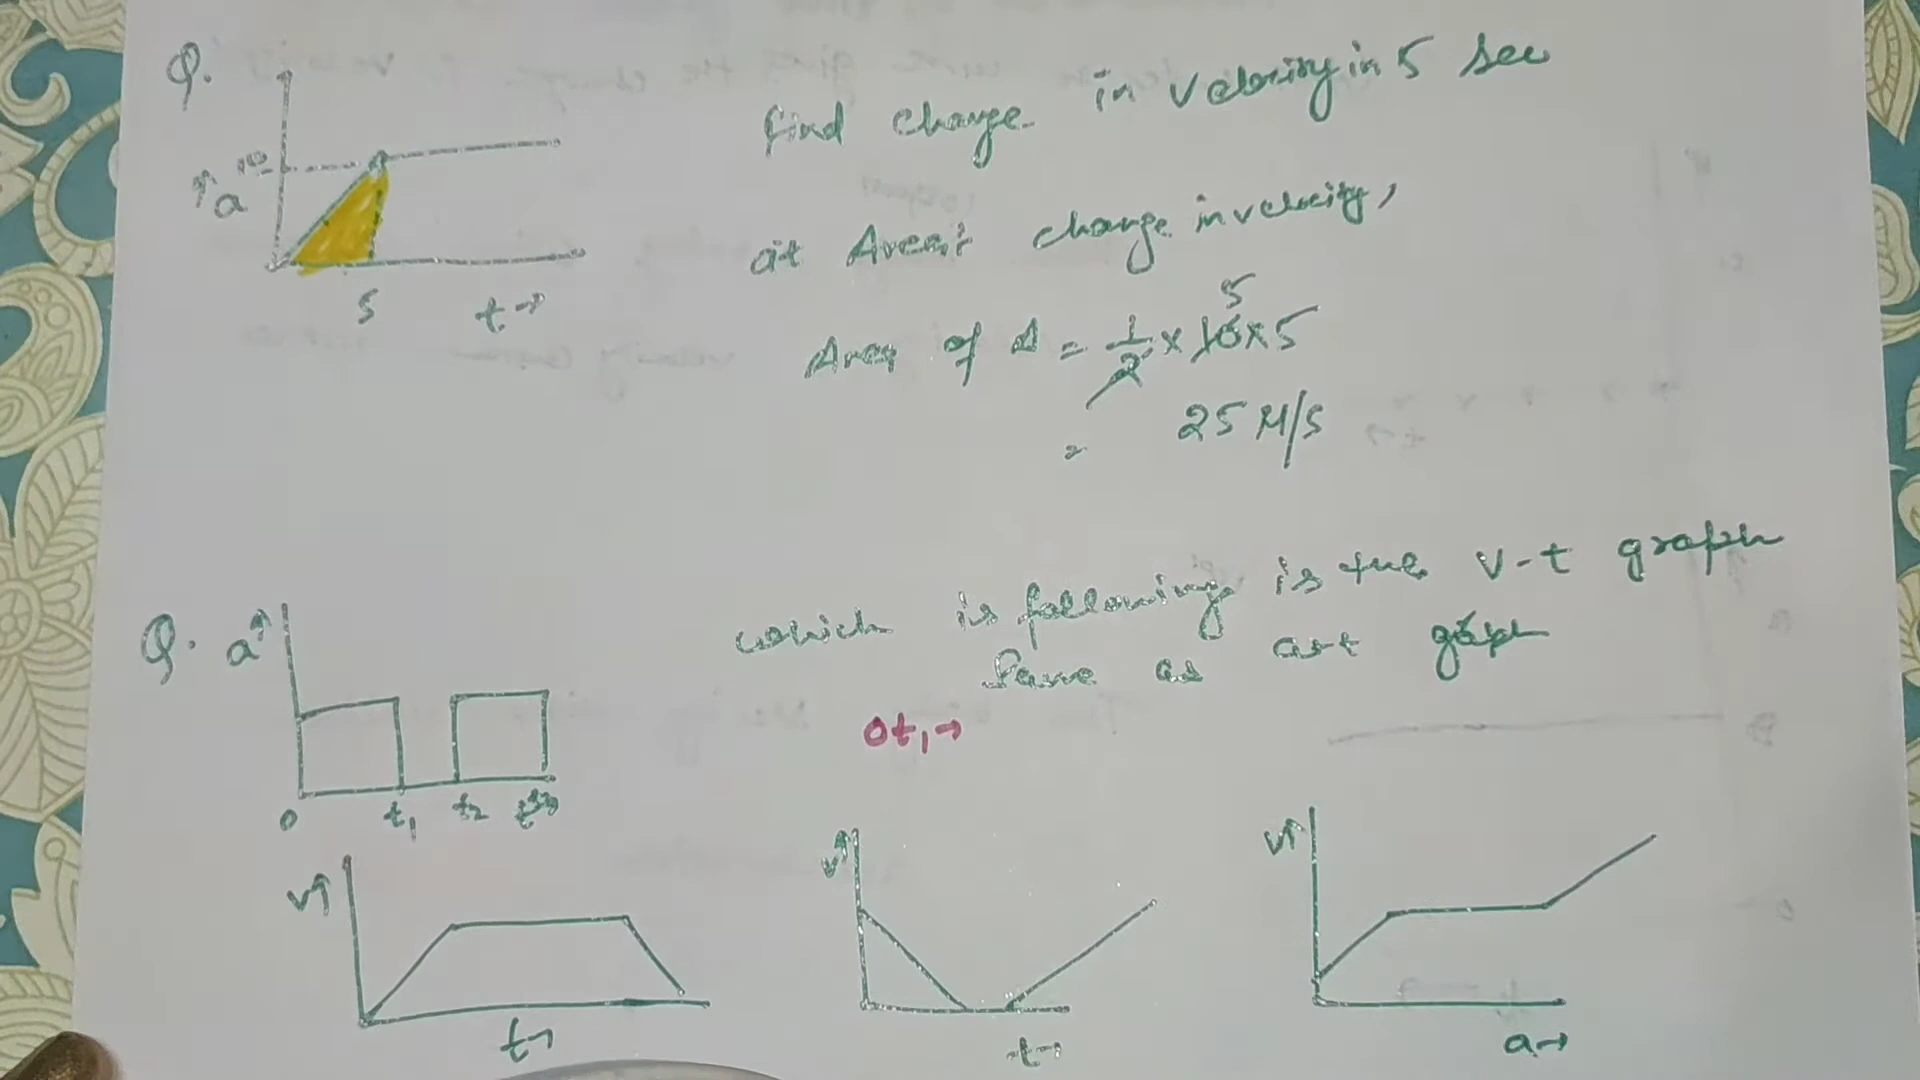 Q.
find change in velocity in 5 sec
10
↑a
5
t→
at Area: change in velocity,
5
Area of Δ = 1/2 × 10 × 5
= 25 M/S
Q. a↑
which is following is the v-t graph
Same as a-t graph
0t₁→
0 t₁ t₂ t₃
v↑
t→
v↑
t→
v↑
a→